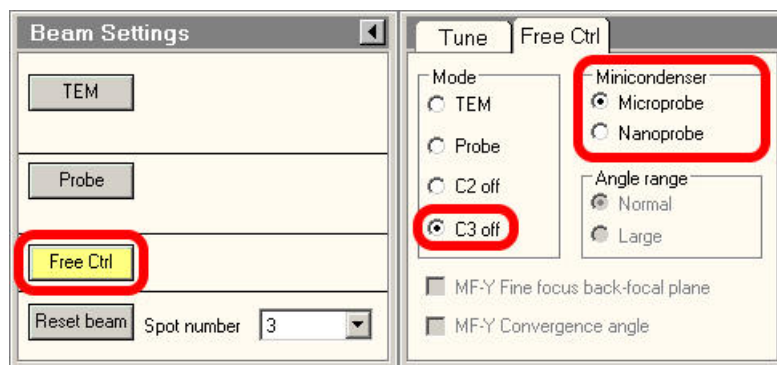 Beam Settings
TEM
Probe
Free Ctrl
Reset beam Spot number 3
Tune Free Ctrl
Mode
TEM
Probe
C2 off
C3 off
Minicondenser
Microprobe
Nanoprobe
Angle range
Normal
Large
MF-Y Fine focus back-focal plane
MF-Y Convergence angle